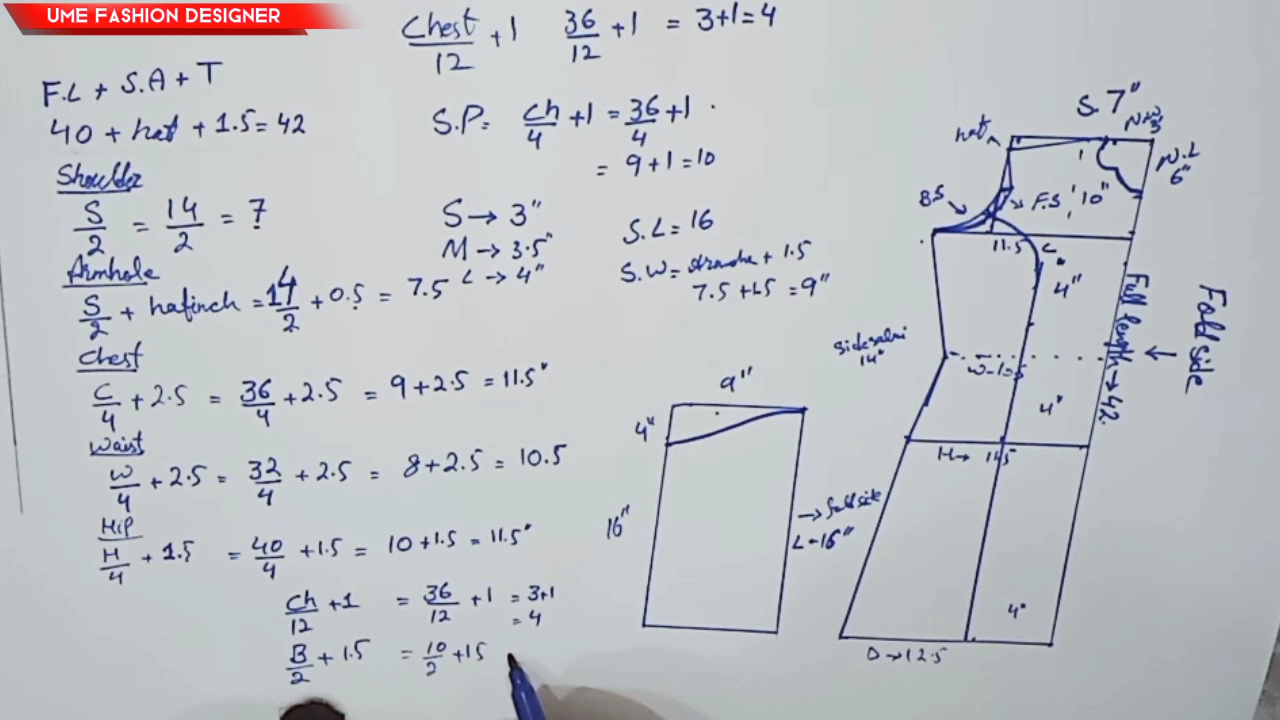 UME FASHION DESIGNER
Chest/12 + 1 36/12 + 1 = 3+1=4
F.L + S.A + T
40 + haf + 1.5 = 42
S.P = Ch/4 + 1 = 36/4 + 1
= 9+1=10
Shoulder
S/2 = 14/2 = 7
S → 3"
M → 3.5"
L → 4"
S.L = 16
S.W = + 1.5
7.5 +1.5 = 9"
Armhole
S/2 + hafinch = 14/2 + 0.5 = 7.5
Chest
C/4 + 2.5 = 36/4 + 2.5 = 9 + 2.5 = 11.5"
Waist
W/4 + 2.5 = 32/4 + 2.5 = 8+2.5 = 10.5
Hip
H/4 + 1.5 = 40/4 + 1.5 = 10+1.5 = 11.5"
Ch/12 + 1 = 36/12 + 1 = 3+1
= 4
B/2 + 1.5 = 10/2 + 15
9"
4"
16"
→ fold side
L→16"
S. 7"
3
N.L
6"
haf
B.S
F.S
1
10"
11.5
C
4"
14"
W→10.5
4"
H→ 11.5
4"
D→12.5
Full length → 42
Fold side
←